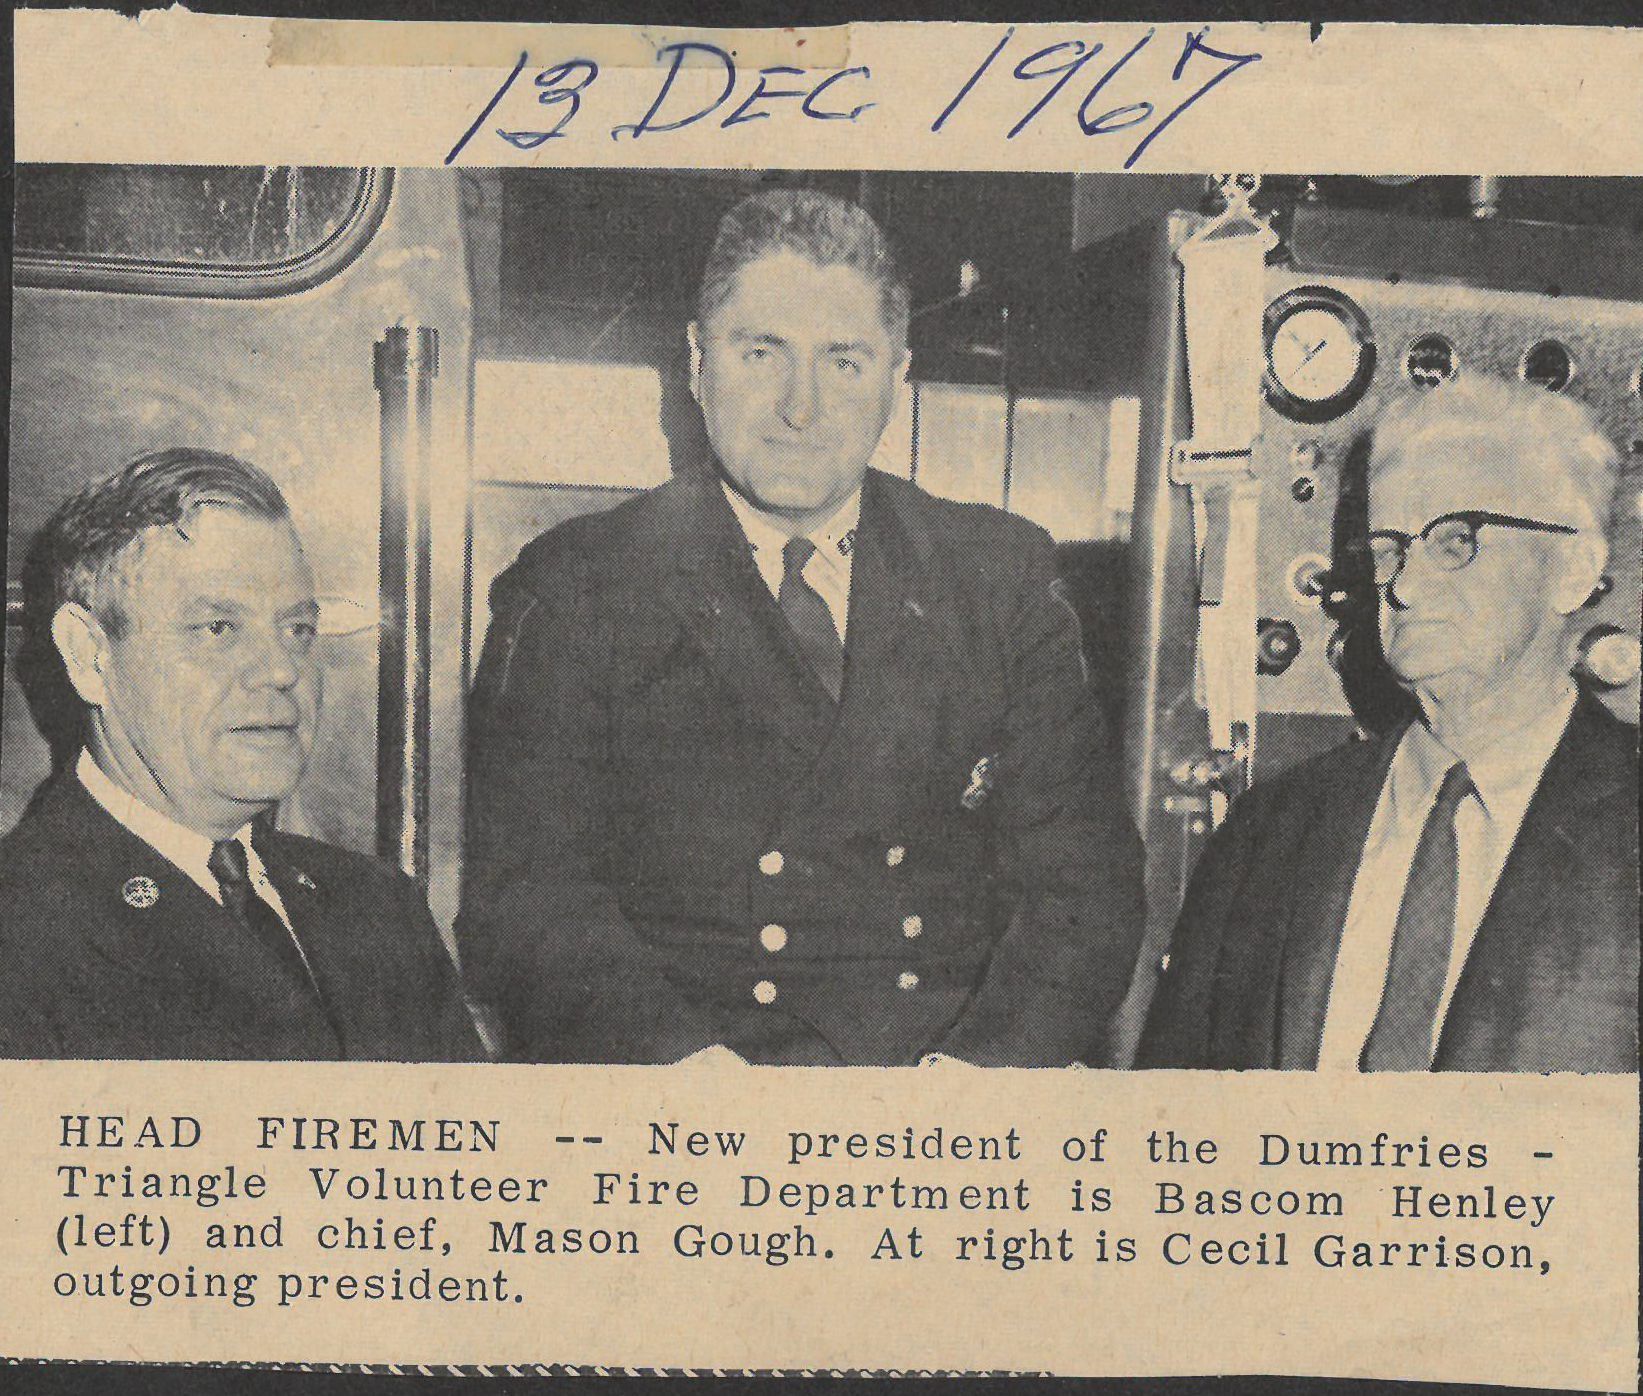 13 DEC 1967
HEAD FIREMEN -- New president of the Dumfries -
Triangle Volunteer Fire Department is Bascom Henley
(left) and chief, Mason Gough. At right is Cecil Garrison,
outgoing president.